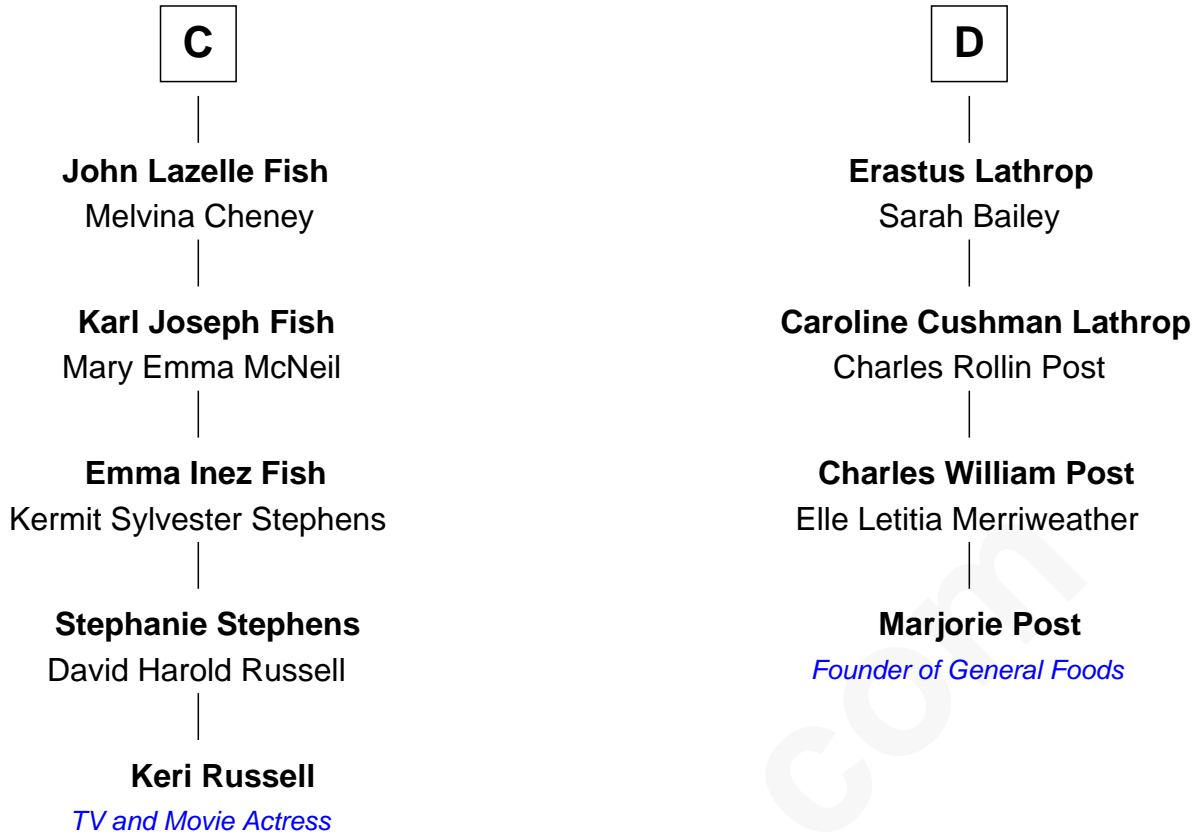 C
John Lazelle Fish
Melvina Cheney
Karl Joseph Fish
Mary Emma McNeil
Emma Inez Fish
Kermit Sylvester Stephens
Stephanie Stephens
David Harold Russell
Keri Russell
TV and Movie Actress
D
Erastus Lathrop
Sarah Bailey
Caroline Cushman Lathrop
Charles Rollin Post
Charles William Post
Elle Letitia Merriweather
Marjorie Post
Founder of General Foods
com